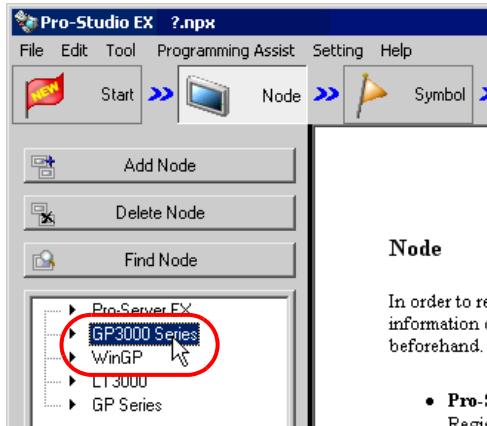 Pro-Studio EX ?.npx
File Edit Tool Programming Assist Setting Help
NEW Start Node Symbol
Add Node
Delete Node
Find Node
Node
In order to re
information
beforehand.
Pro-Server EX
GP3000 Series
WinGP
LT3000
GP Series
• Pro-S
Regi